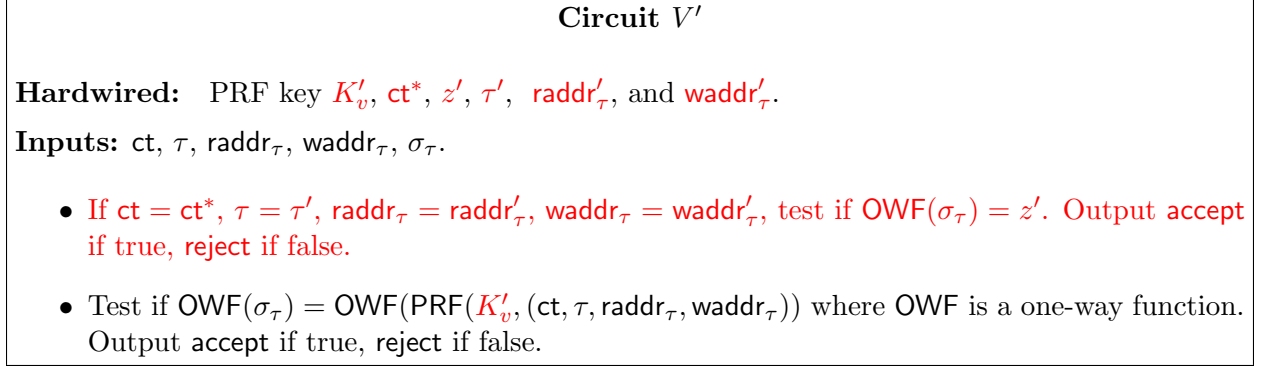 Circuit V′
Hardwired: PRF key K′_v, ct*, z′, τ′, raddr′_τ, and waddr′_τ.
Inputs: ct, τ, raddr_τ, waddr_τ, σ_τ.
• If ct = ct*, τ = τ′, raddr_τ = raddr′_τ, waddr_τ = waddr′_τ, test if OWF(σ_τ) = z′. Output accept
if true, reject if false.
• Test if OWF(σ_τ) = OWF(PRF(K′_v, (ct, τ, raddr_τ, waddr_τ)) where OWF is a one-way function.
Output accept if true, reject if false.